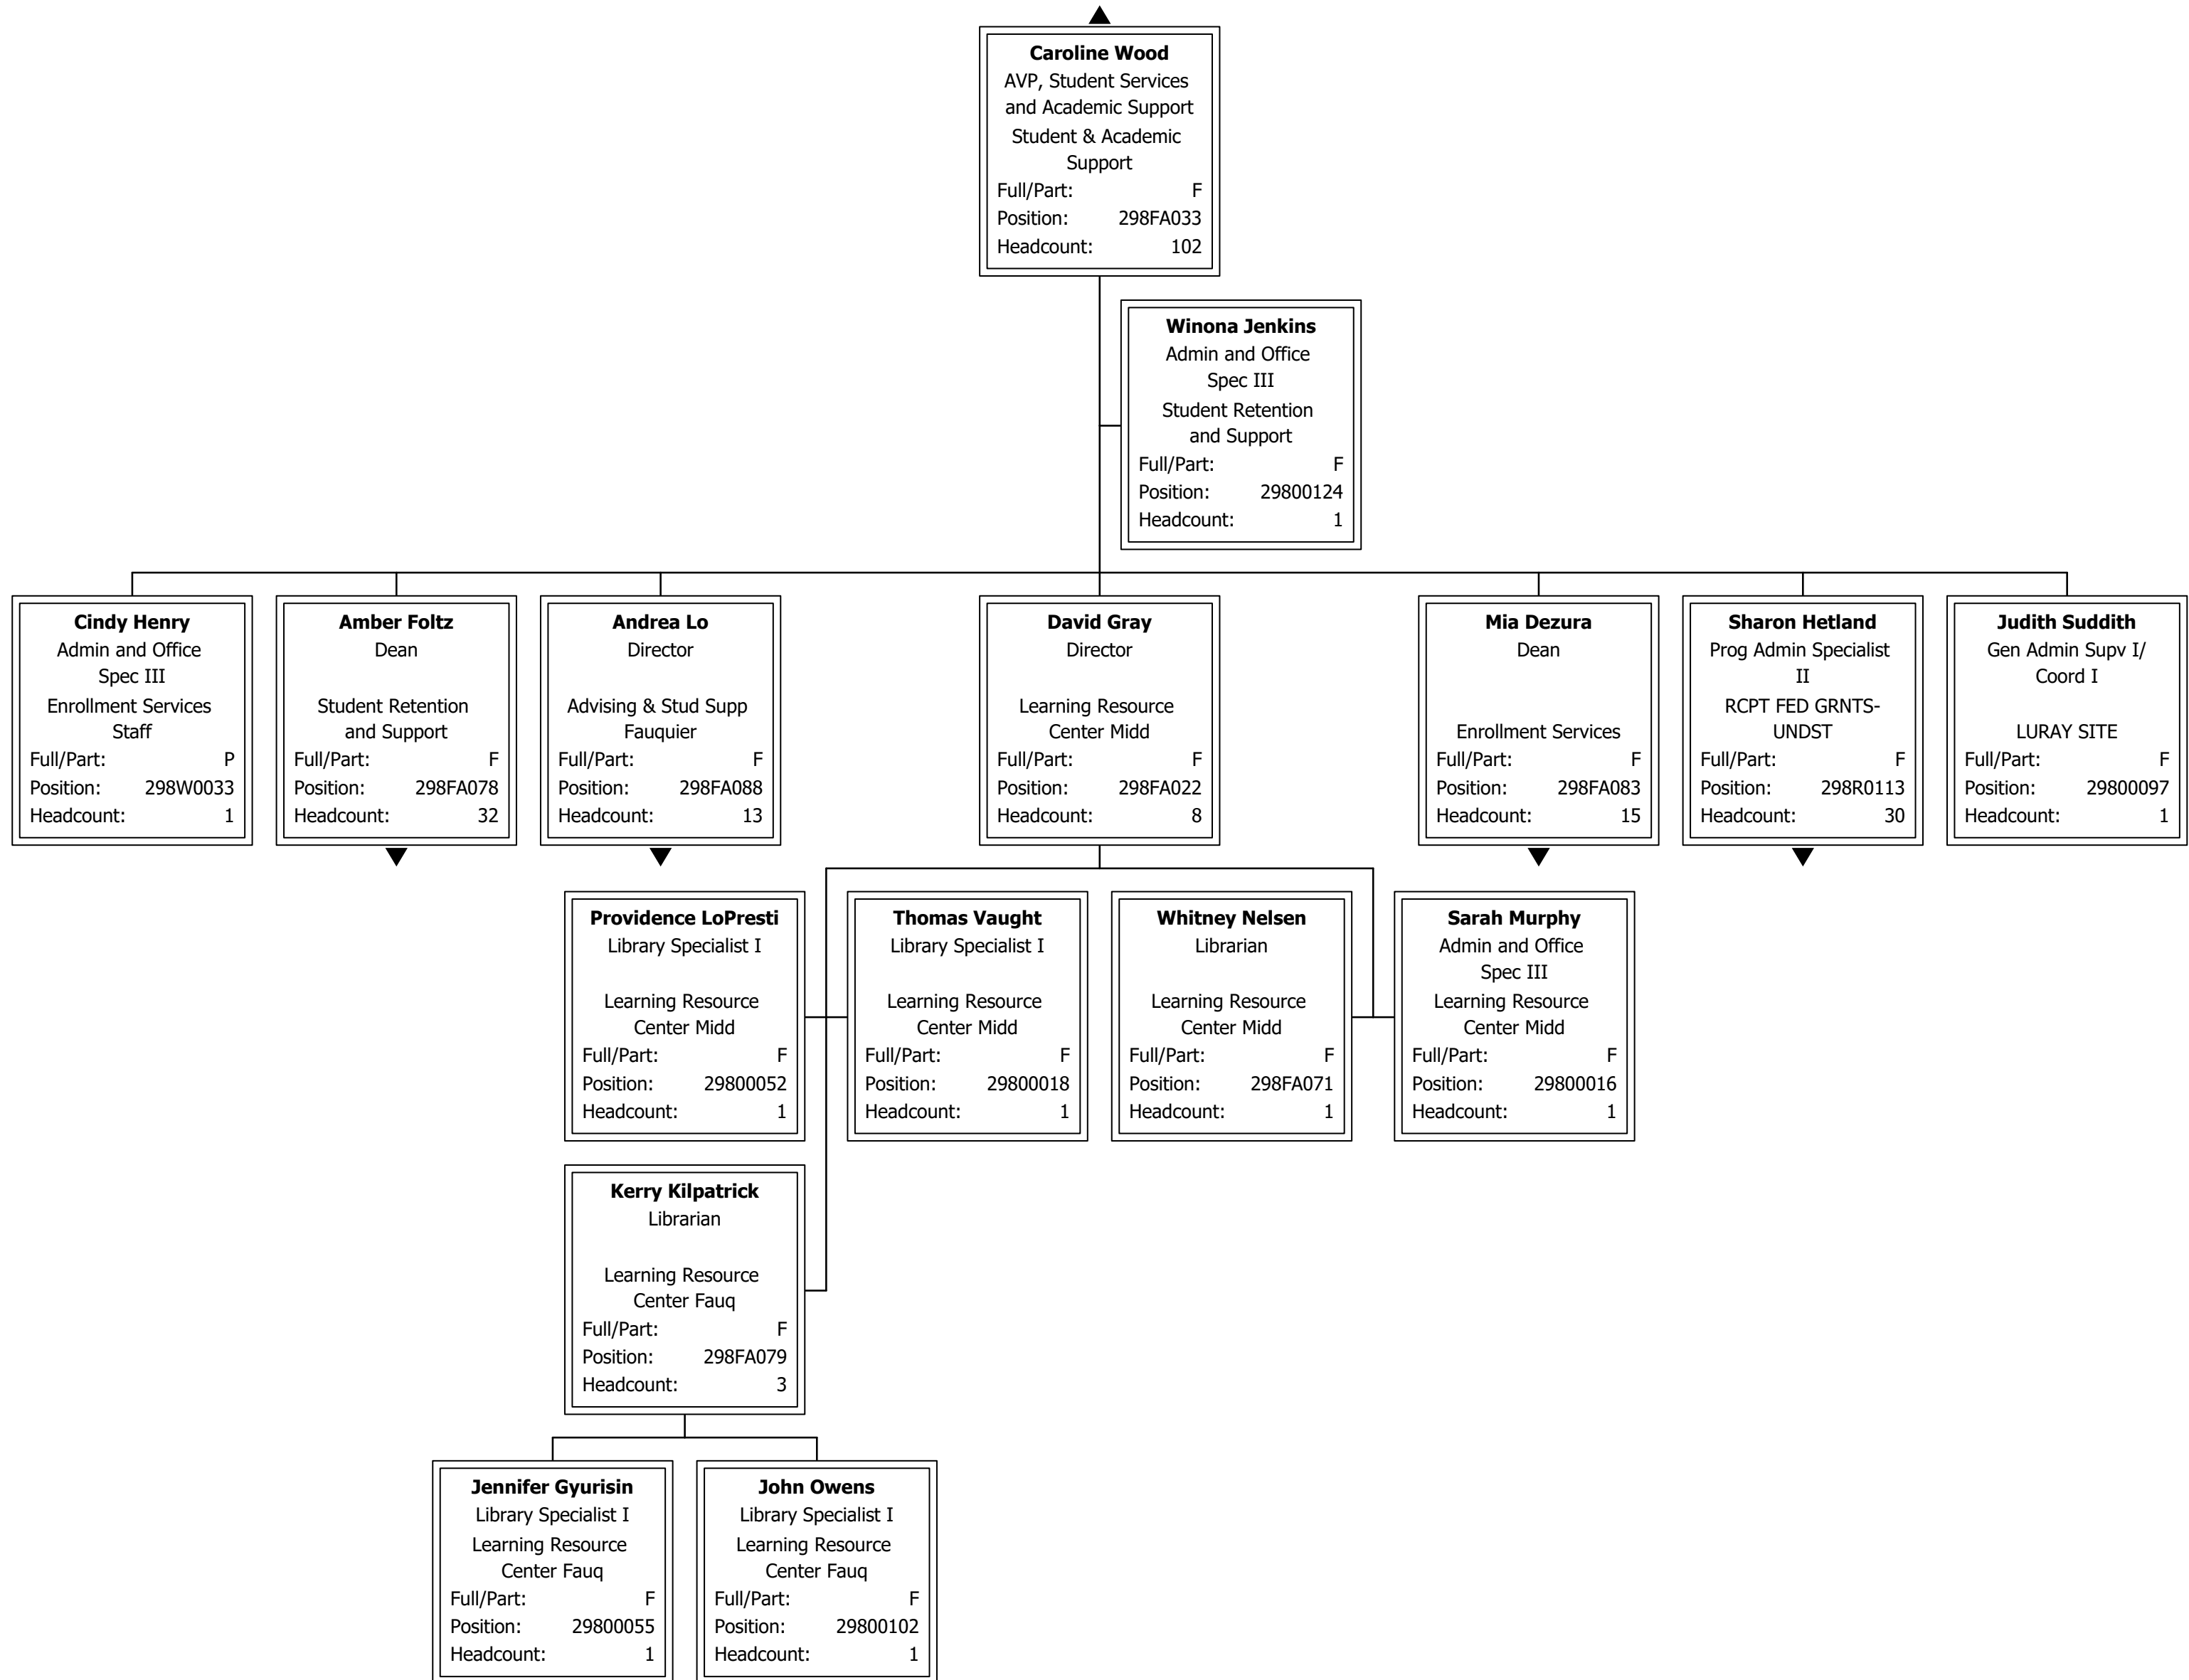 Caroline Wood
AVP, Student Services
and Academic Support
Student & Academic
Support
Full/Part: F
Position: 298FA033
Headcount: 102
Winona Jenkins
Admin and Office
Spec III
Student Retention
and Support
Full/Part: F
Position: 29800124
Headcount: 1
Cindy Henry
Admin and Office
Spec III
Enrollment Services
Staff
Full/Part: P
Position: 298W0033
Headcount: 1
Amber Foltz
Dean
Student Retention
and Support
Full/Part: F
Position: 298FA078
Headcount: 32
Andrea Lo
Director
Advising & Stud Supp
Fauquier
Full/Part: F
Position: 298FA088
Headcount: 13
David Gray
Director
Learning Resource
Center Midd
Full/Part: F
Position: 298FA022
Headcount: 8
Mia Dezura
Dean
Enrollment Services
Full/Part: F
Position: 298FA083
Headcount: 15
Sharon Hetland
Prog Admin Specialist
II
RCPT FED GRNTS-
UNDST
Full/Part: F
Position: 298R0113
Headcount: 30
Judith Suddith
Gen Admin Supv I/
Coord I
LURAY SITE
Full/Part: F
Position: 29800097
Headcount: 1
Providence LoPresti
Library Specialist I
Learning Resource
Center Midd
Full/Part: F
Position: 29800052
Headcount: 1
Thomas Vaught
Library Specialist I
Learning Resource
Center Midd
Full/Part: F
Position: 29800018
Headcount: 1
Whitney Nelsen
Librarian
Learning Resource
Center Midd
Full/Part: F
Position: 298FA071
Headcount: 1
Sarah Murphy
Admin and Office
Spec III
Learning Resource
Center Midd
Full/Part: F
Position: 29800016
Headcount: 1
Kerry Kilpatrick
Librarian
Learning Resource
Center Fauq
Full/Part: F
Position: 298FA079
Headcount: 3
Jennifer Gyurisin
Library Specialist I
Learning Resource
Center Fauq
Full/Part: F
Position: 29800055
Headcount: 1
John Owens
Library Specialist I
Learning Resource
Center Fauq
Full/Part: F
Position: 29800102
Headcount: 1